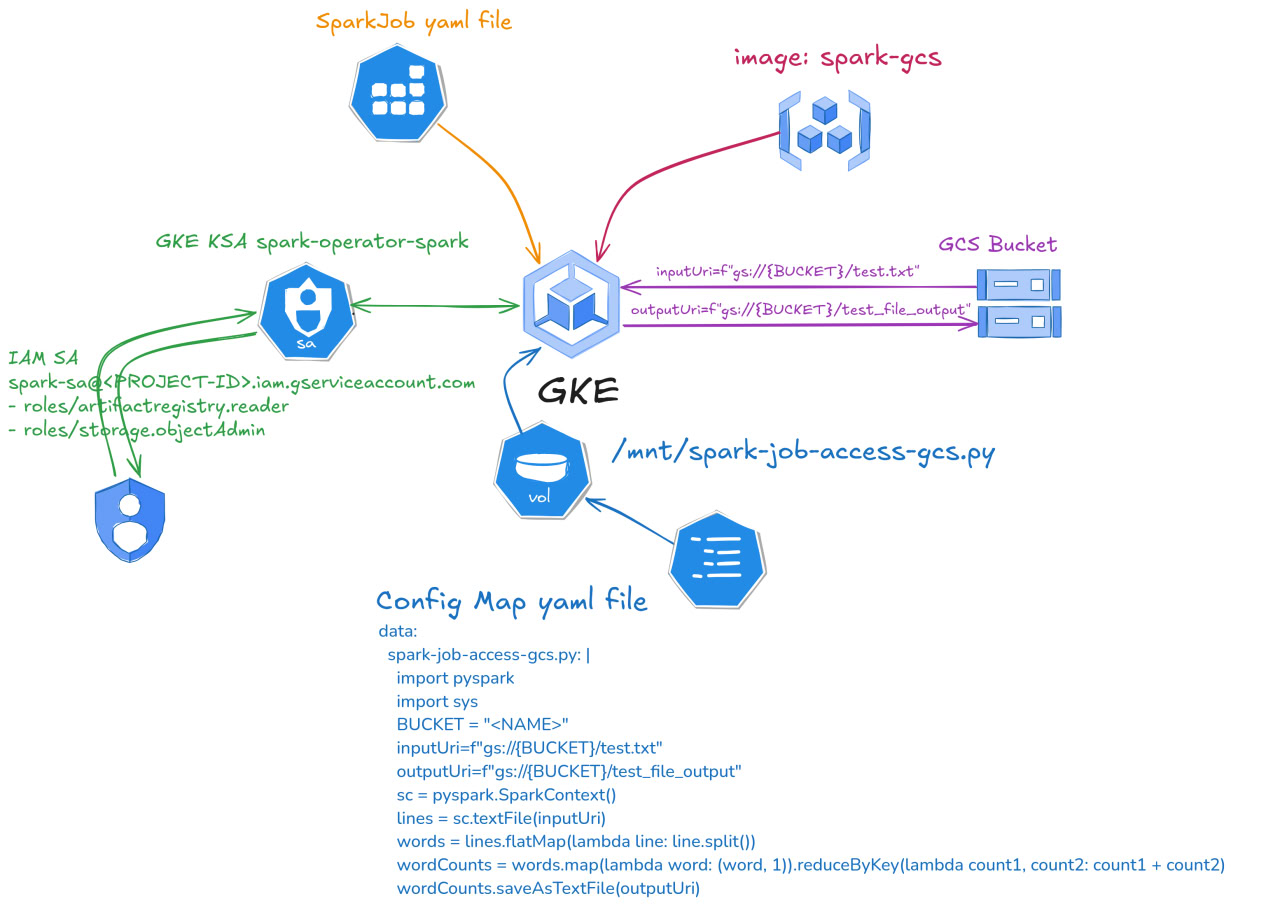 SparkJob yaml file
image: spark-gcs
GKE KSA spark-operator-spark
GCS Bucket
inputUri=f"gs://{BUCKET}/test.txt"
outputUri=f"gs://{BUCKET}/test_file_output"
sa
IAM SA
spark-sa@<PROJECT-ID>.iam.gserviceaccount.com
- roles/artifactregistry.reader
- roles/storage.objectAdmin
GKE
/mnt/spark-job-access-gcs.py
vol
Config Map yaml file
data:
  spark-job-access-gcs.py: |
    import pyspark
    import sys
    BUCKET = "<NAME>"
    inputUri=f"gs://{BUCKET}/test.txt"
    outputUri=f"gs://{BUCKET}/test_file_output"
    sc = pyspark.SparkContext()
    lines = sc.textFile(inputUri)
    words = lines.flatMap(lambda line: line.split())
    wordCounts = words.map(lambda word: (word, 1)).reduceByKey(lambda count1, count2: count1 + count2)
    wordCounts.saveAsTextFile(outputUri)